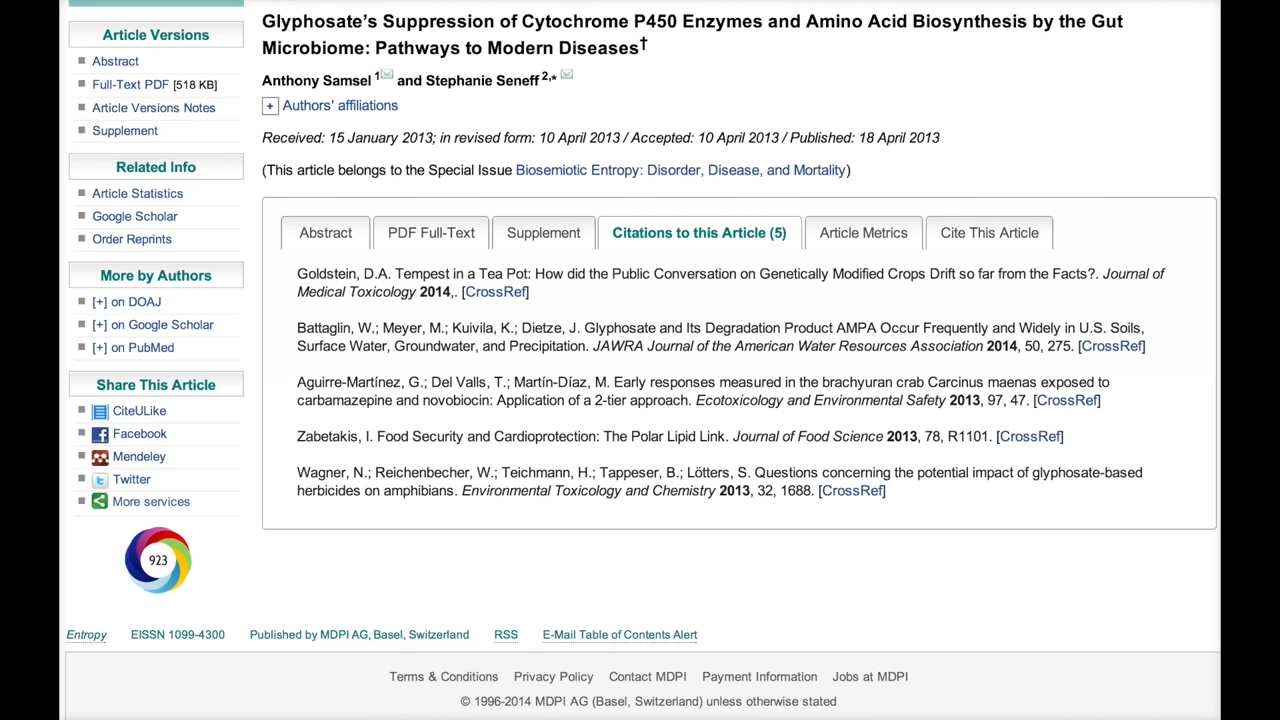 Glyphosate's Suppression of Cytochrome P450 Enzymes and Amino Acid Biosynthesis by the Gut
Microbiome: Pathways to Modern Diseases†
Anthony Samsel 1 and Stephanie Seneff 2,*
+ Authors' affiliations
Received: 15 January 2013; in revised form: 10 April 2013 / Accepted: 10 April 2013 / Published: 18 April 2013
(This article belongs to the Special Issue Biosemiotic Entropy: Disorder, Disease, and Mortality)
Article Versions
Abstract
Full-Text PDF [518 KB]
Article Versions Notes
Supplement
Related Info
Article Statistics
Google Scholar
Order Reprints
More by Authors
[+] on DOAJ
[+] on Google Scholar
[+] on PubMed
Share This Article
CiteULike
Facebook
Mendeley
Twitter
More services
923
Abstract PDF Full-Text Supplement Citations to this Article (5) Article Metrics Cite This Article
Goldstein, D.A. Tempest in a Tea Pot: How did the Public Conversation on Genetically Modified Crops Drift so far from the Facts?. Journal of
Medical Toxicology 2014,. [CrossRef]
Battaglin, W.; Meyer, M.; Kuivila, K.; Dietze, J. Glyphosate and Its Degradation Product AMPA Occur Frequently and Widely in U.S. Soils,
Surface Water, Groundwater, and Precipitation. JAWRA Journal of the American Water Resources Association 2014, 50, 275. [CrossRef]
Aguirre-Martínez, G.; Del Valls, T.; Martín-Díaz, M. Early responses measured in the brachyuran crab Carcinus maenas exposed to
carbamazepine and novobiocin: Application of a 2-tier approach. Ecotoxicology and Environmental Safety 2013, 97, 47. [CrossRef]
Zabetakis, I. Food Security and Cardioprotection: The Polar Lipid Link. Journal of Food Science 2013, 78, R1101. [CrossRef]
Wagner, N.; Reichenbecher, W.; Teichmann, H.; Tappeser, B.; Lötters, S. Questions concerning the potential impact of glyphosate-based
herbicides on amphibians. Environmental Toxicology and Chemistry 2013, 32, 1688. [CrossRef]
Entropy EISSN 1099-4300 Published by MDPI AG, Basel, Switzerland RSS E-Mail Table of Contents Alert
Terms & Conditions Privacy Policy Contact MDPI Payment Information Jobs at MDPI
© 1996-2014 MDPI AG (Basel, Switzerland) unless otherwise stated